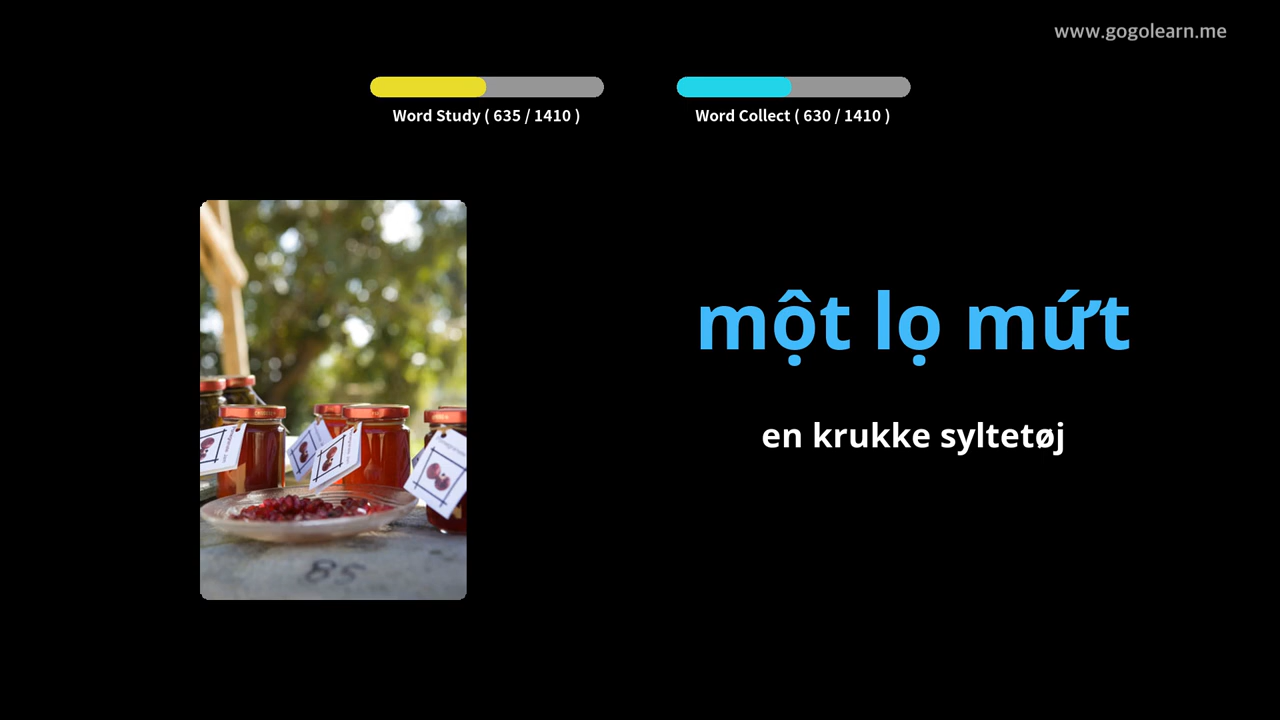 www.gogolearn.me
Word Study ( 635 / 1410 )
Word Collect ( 630 / 1410 )
một lọ mứt
en krukke syltetøj
85